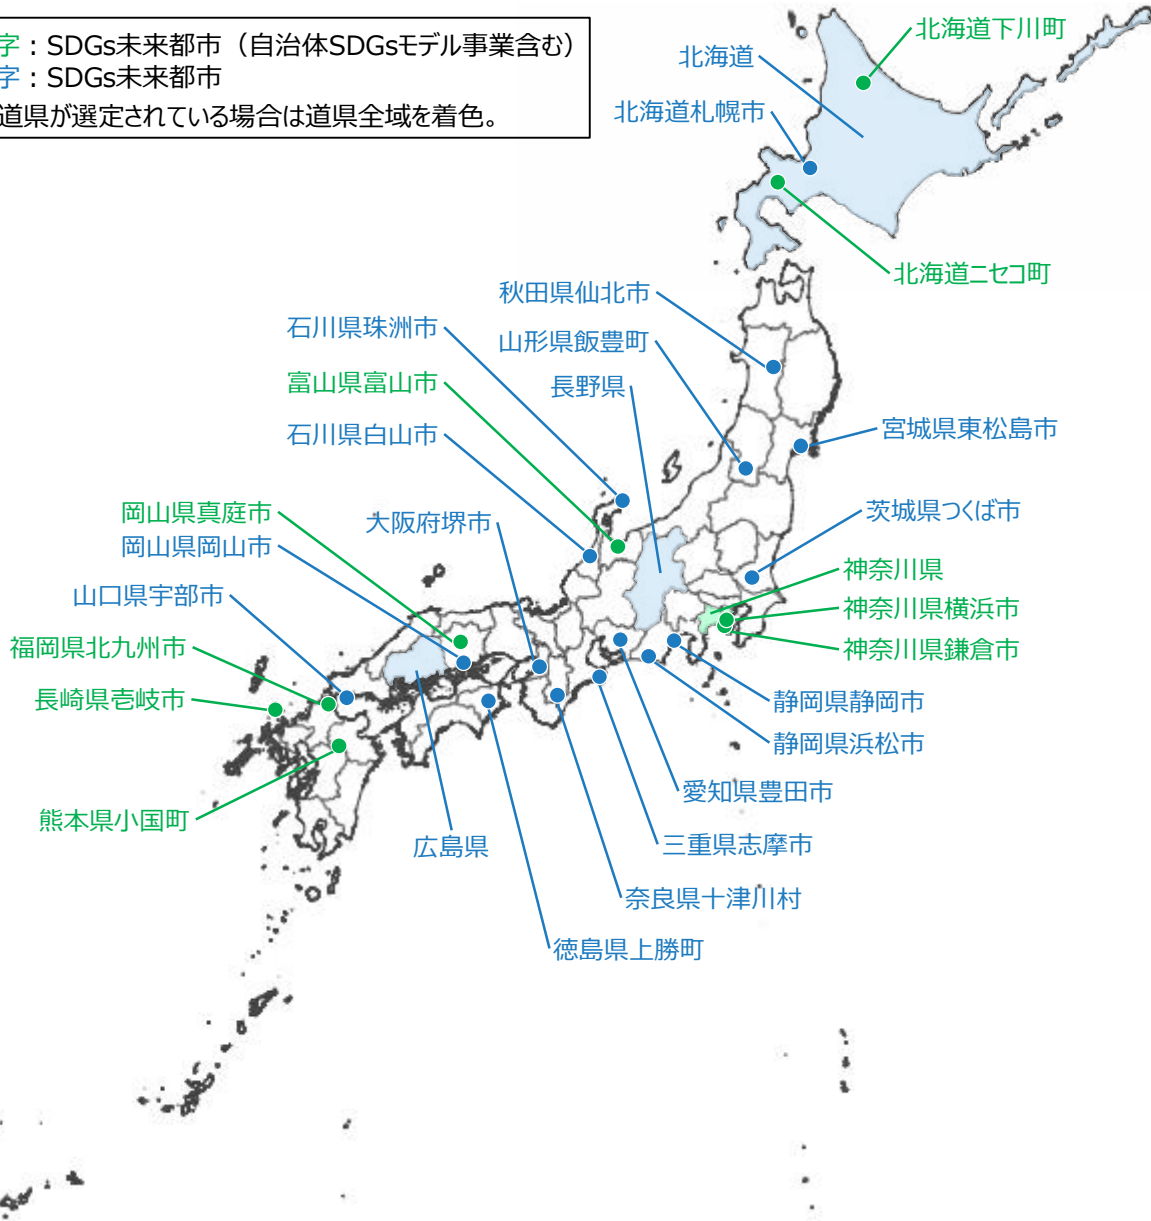 字：SDGs未来都市（自治体SDGsモデル事業含む）
字：SDGs未来都市
道県が選定されている場合は道県全域を着色。
北海道下川町
北海道
北海道札幌市
北海道ニセコ町
秋田県仙北市
石川県珠洲市
山形県飯豊町
富山県富山市
長野県
石川県白山市
宮城県東松島市
岡山県真庭市
大阪府堺市
茨城県つくば市
岡山県岡山市
神奈川県
山口県宇部市
神奈川県横浜市
福岡県北九州市
神奈川県鎌倉市
長崎県壱岐市
静岡県静岡市
静岡県浜松市
愛知県豊田市
熊本県小国町
広島県
三重県志摩市
奈良県十津川村
徳島県上勝町